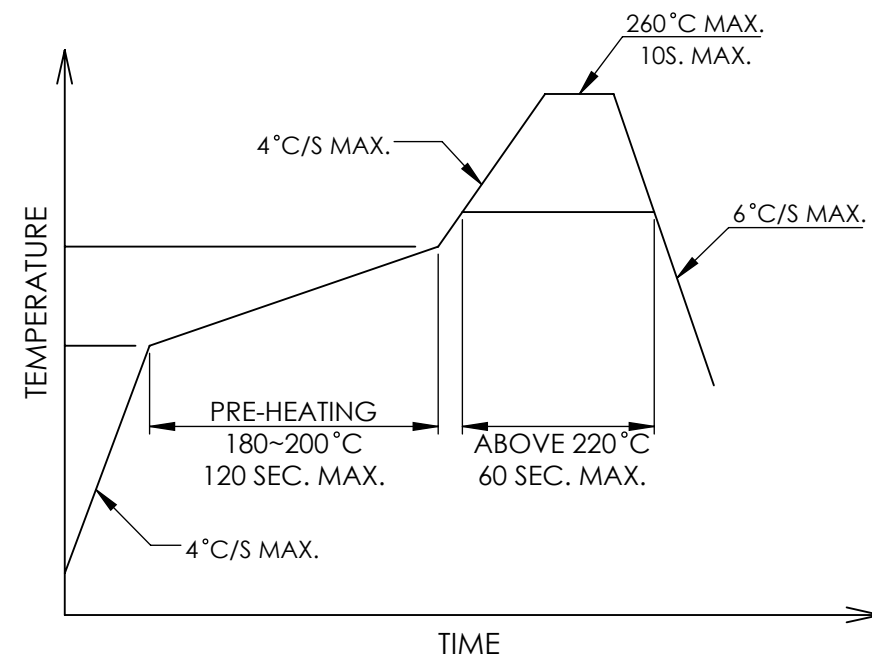 260°C MAX.
10S. MAX.
4°C/S MAX.
6°C/S MAX.
TEMPERATURE
PRE-HEATING
180~200°C
120 SEC. MAX.
ABOVE 220°C
60 SEC. MAX.
4°C/S MAX.
TIME